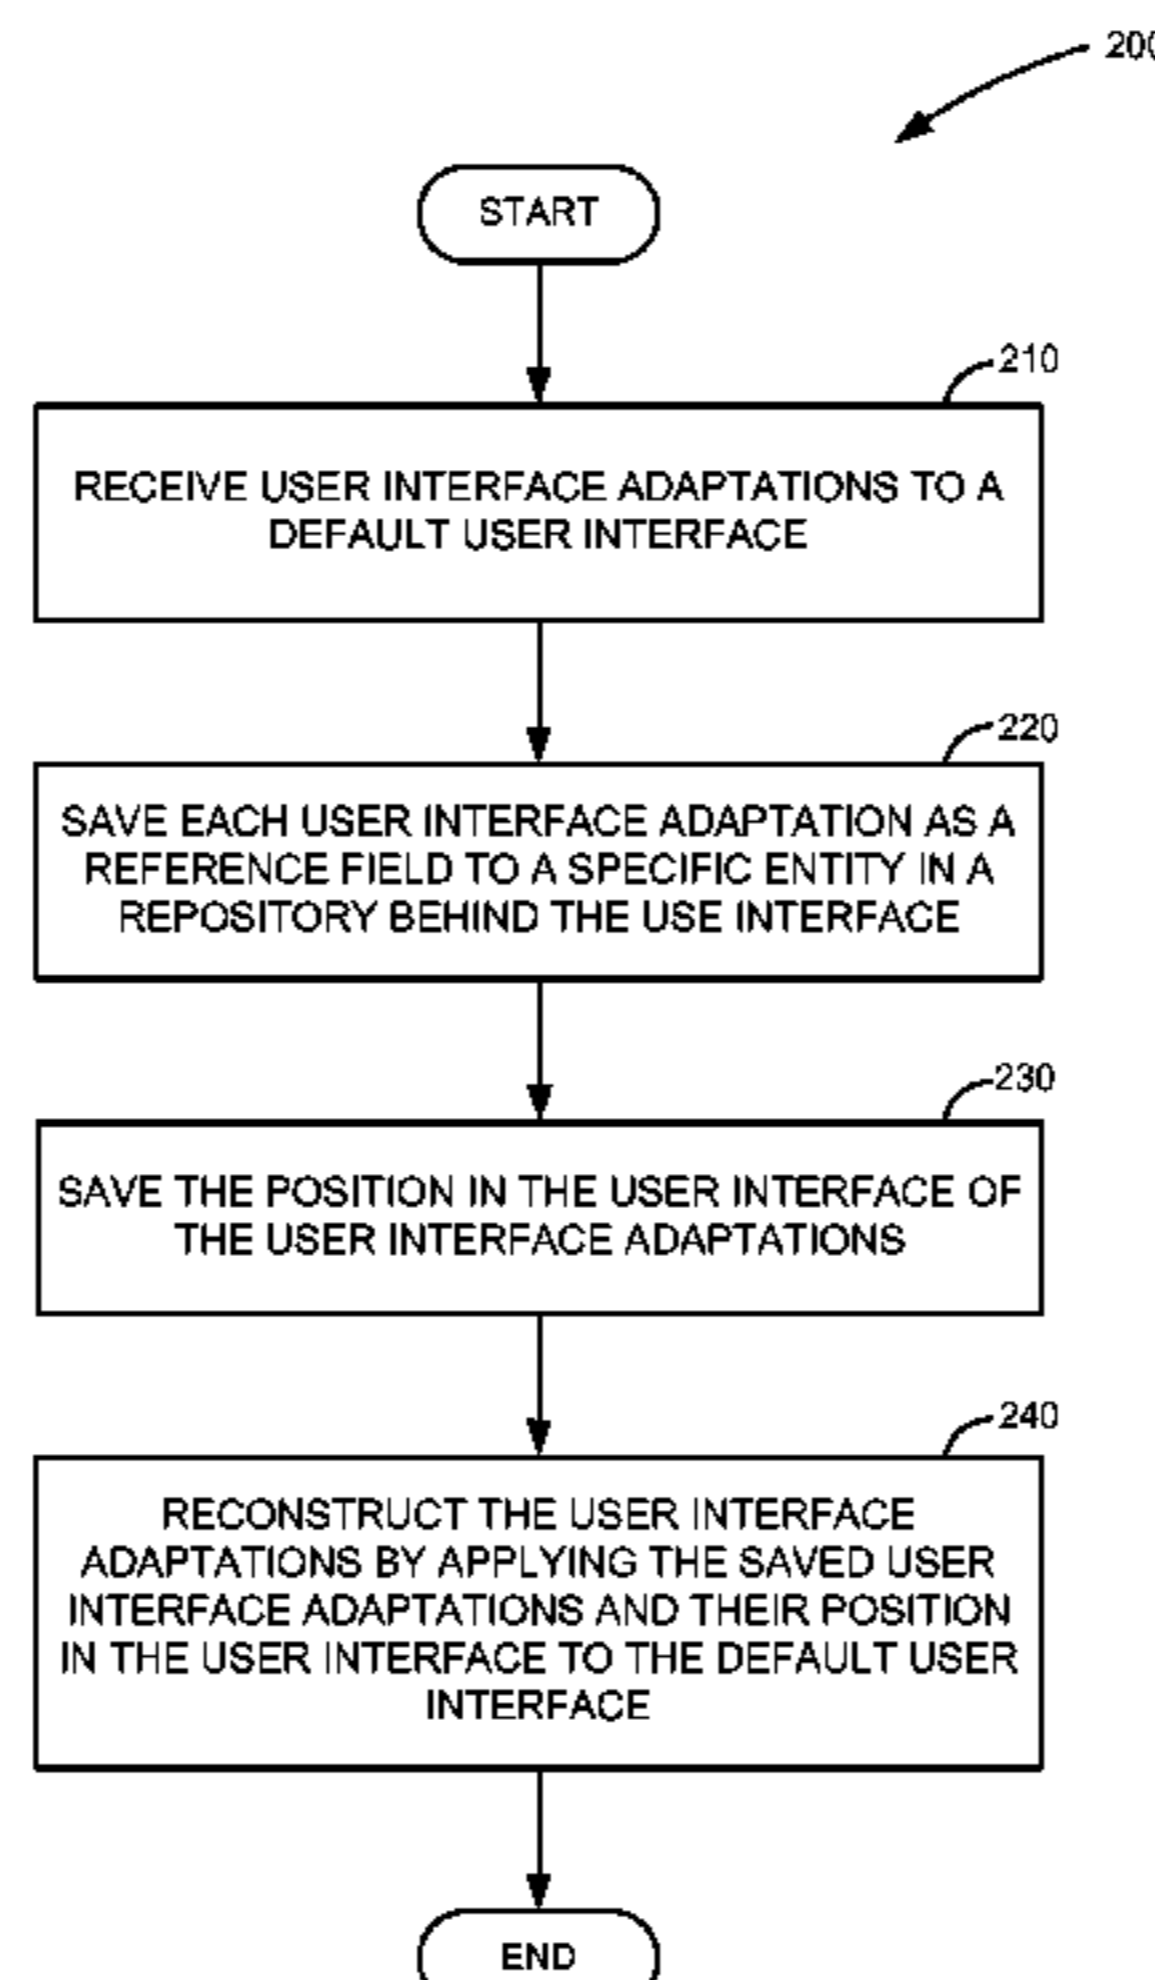 200
START
210
RECEIVE USER INTERFACE ADAPTATIONS TO A
DEFAULT USER INTERFACE
220
SAVE EACH USER INTERFACE ADAPTATION AS A
REFERENCE FIELD TO A SPECIFIC ENTITY IN A
REPOSITORY BEHIND THE USE INTERFACE
230
SAVE THE POSITION IN THE USER INTERFACE OF
THE USER INTERFACE ADAPTATIONS
240
RECONSTRUCT THE USER INTERFACE
ADAPTATIONS BY APPLYING THE SAVED USER
INTERFACE ADAPTATIONS AND THEIR POSITION
IN THE USER INTERFACE TO THE DEFAULT USER
INTERFACE
END